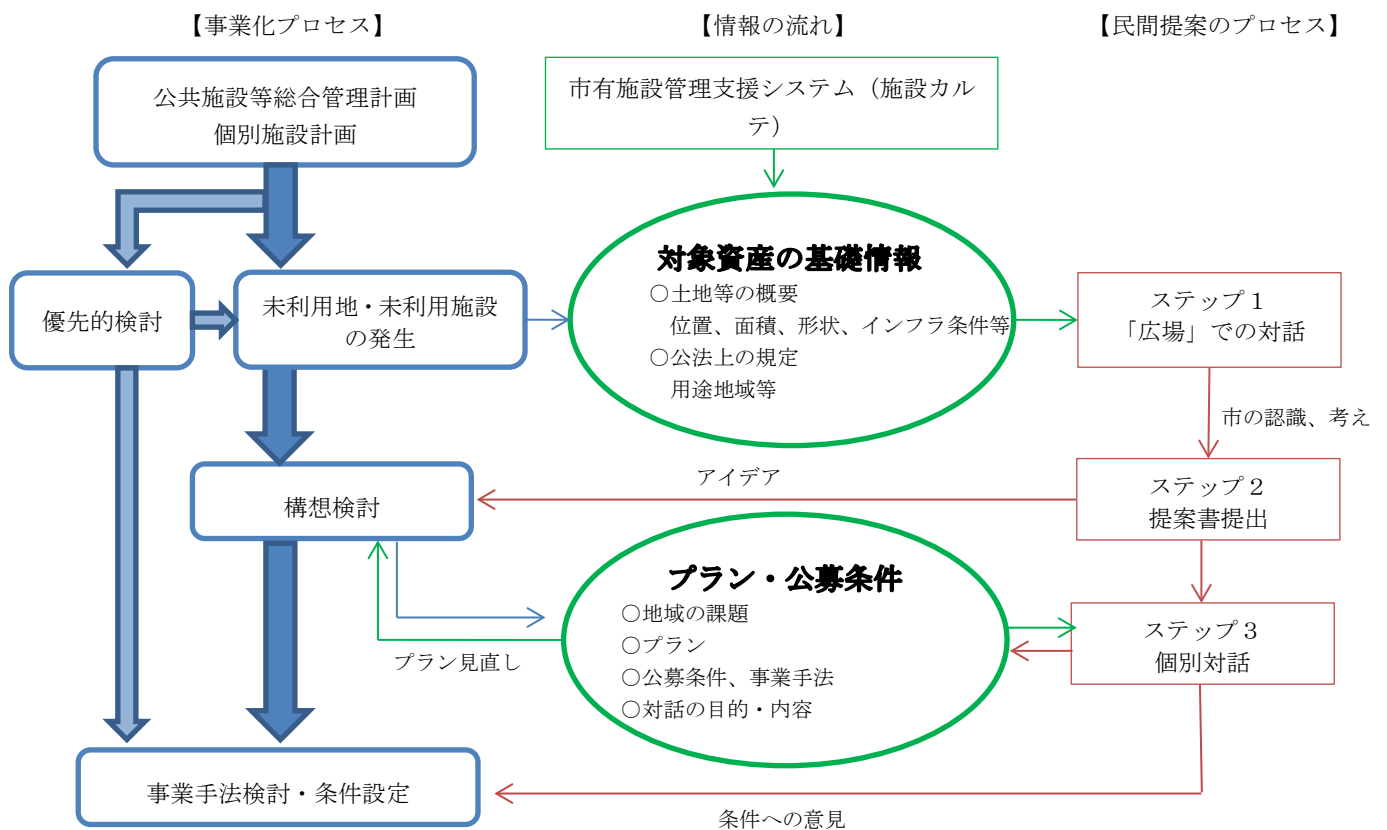 【事業化プロセス】
【情報の流れ】
【民間提案のプロセス】
公共施設等総合管理計画
個別施設計画
市有施設管理支援システム（施設カル
テ）
対象資産の基礎情報
○土地等の概要
位置、面積、形状、インフラ条件等
○公法上の規定
用途地域等
優先的検討
未利用地・未利用施設
の発生
ステップ１
「広場」での対話
市の認識、考え
アイデア
構想検討
ステップ２
提案書提出
プラン・公募条件
○地域の課題
○プラン
○公募条件、事業手法
○対話の目的・内容
プラン見直し
ステップ３
個別対話
事業手法検討・条件設定
条件への意見